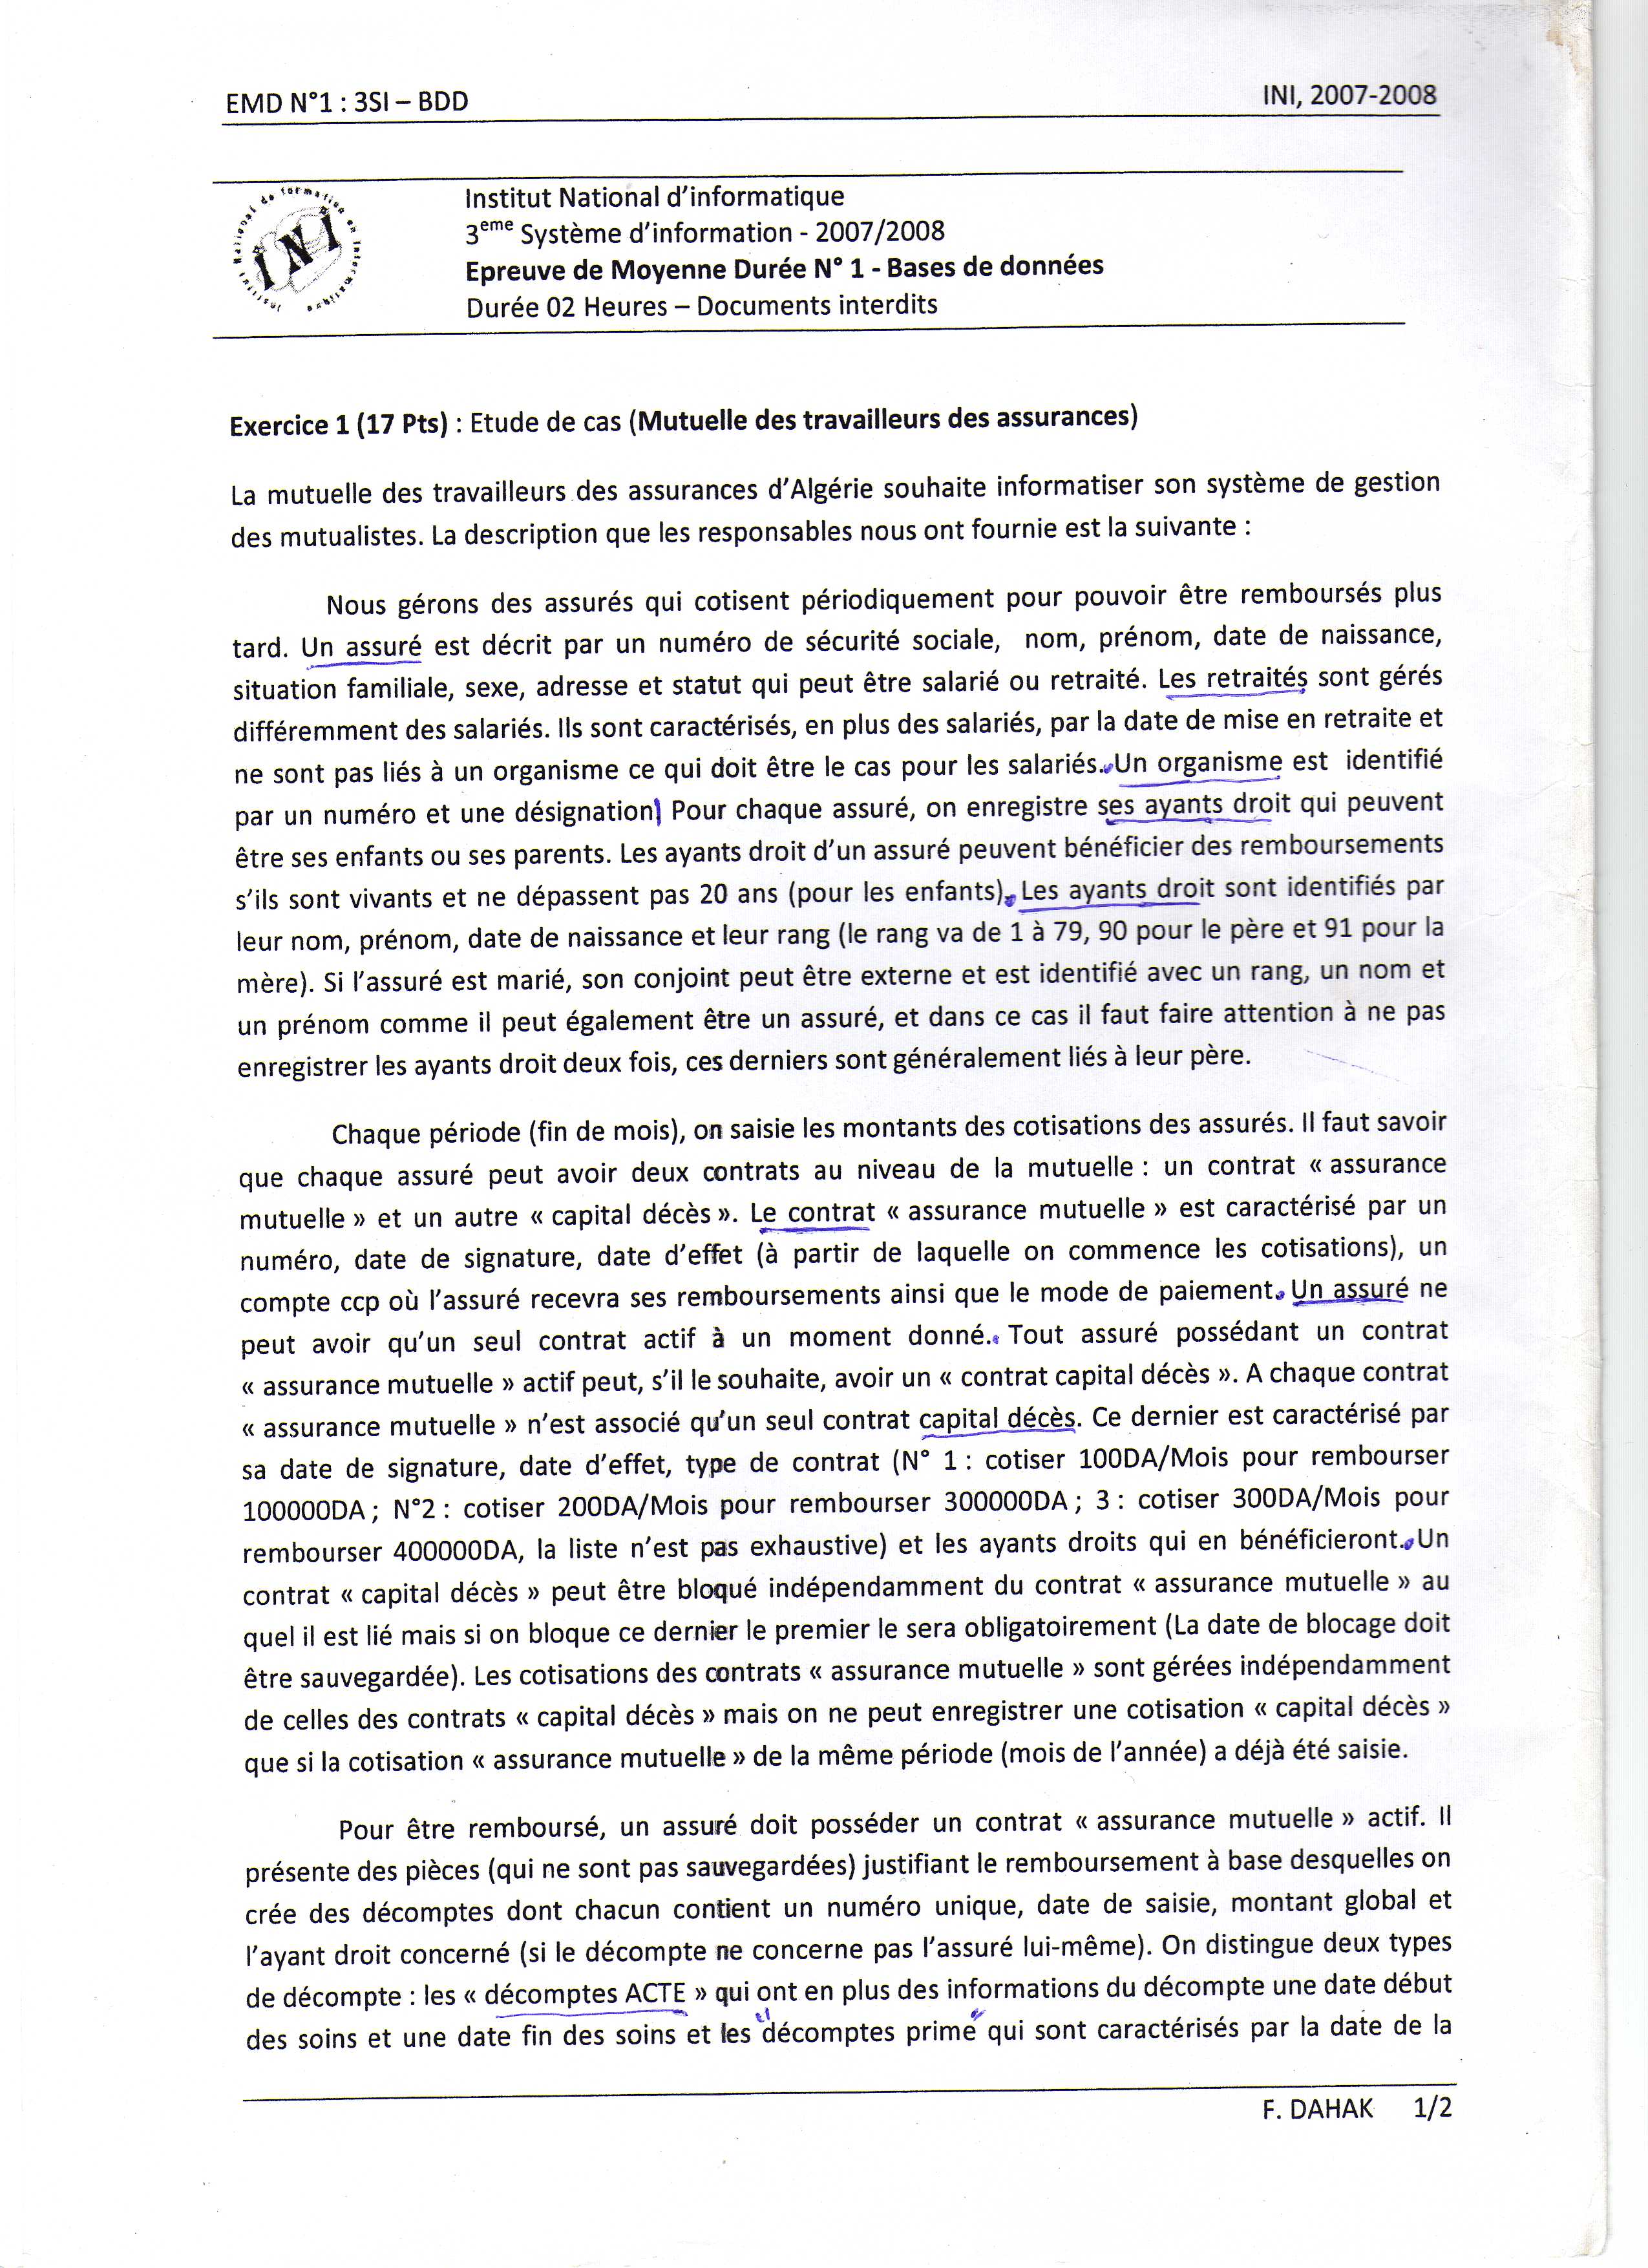 EMD N°1 : 3SI – BDD
INI, 2007-2008
Institut National de formation en Informatique
INI
Institut National d'informatique
3eme Système d'information - 2007/2008
Epreuve de Moyenne Durée N° 1 - Bases de données
Durée 02 Heures – Documents interdits
Exercice 1 (17 Pts) : Etude de cas (Mutuelle des travailleurs des assurances)
La mutuelle des travailleurs des assurances d'Algérie souhaite informatiser son système de gestion
des mutualistes. La description que les responsables nous ont fournie est la suivante :
Nous gérons des assurés qui cotisent périodiquement pour pouvoir être remboursés plus
tard. Un assuré est décrit par un numéro de sécurité sociale, nom, prénom, date de naissance,
situation familiale, sexe, adresse et statut qui peut être salarié ou retraité. Les retraités sont gérés
différemment des salariés. Ils sont caractérisés, en plus des salariés, par la date de mise en retraite et
ne sont pas liés à un organisme ce qui doit être le cas pour les salariés. Un organisme est identifié
par un numéro et une désignation. Pour chaque assuré, on enregistre ses ayants droit qui peuvent
être ses enfants ou ses parents. Les ayants droit d'un assuré peuvent bénéficier des remboursements
s'ils sont vivants et ne dépassent pas 20 ans (pour les enfants). Les ayants droit sont identifiés par
leur nom, prénom, date de naissance et leur rang (le rang va de 1 à 79, 90 pour le père et 91 pour la
mère). Si l'assuré est marié, son conjoint peut être externe et est identifié avec un rang, un nom et
un prénom comme il peut également être un assuré, et dans ce cas il faut faire attention à ne pas
enregistrer les ayants droit deux fois, ces derniers sont généralement liés à leur père.
Chaque période (fin de mois), on saisie les montants des cotisations des assurés. Il faut savoir
que chaque assuré peut avoir deux contrats au niveau de la mutuelle : un contrat « assurance
mutuelle » et un autre « capital décès ». Le contrat « assurance mutuelle » est caractérisé par un
numéro, date de signature, date d'effet (à partir de laquelle on commence les cotisations), un
compte ccp où l'assuré recevra ses remboursements ainsi que le mode de paiement. Un assuré ne
peut avoir qu'un seul contrat actif à un moment donné. Tout assuré possédant un contrat
« assurance mutuelle » actif peut, s'il le souhaite, avoir un « contrat capital décès ». A chaque contrat
« assurance mutuelle » n'est associé qu'un seul contrat capital décès. Ce dernier est caractérisé par
sa date de signature, date d'effet, type de contrat (N° 1 : cotiser 100DA/Mois pour rembourser
100000DA ; N°2 : cotiser 200DA/Mois pour rembourser 300000DA ; 3 : cotiser 300DA/Mois pour
rembourser 400000DA, la liste n'est pas exhaustive) et les ayants droits qui en bénéficieront. Un
contrat « capital décès » peut être bloqué indépendamment du contrat « assurance mutuelle » au
quel il est lié mais si on bloque ce dernier le premier le sera obligatoirement (La date de blocage doit
être sauvegardée). Les cotisations des contrats « assurance mutuelle » sont gérées indépendamment
de celles des contrats « capital décès » mais on ne peut enregistrer une cotisation « capital décès »
que si la cotisation « assurance mutuelle » de la même période (mois de l'année) a déjà été saisie.
Pour être remboursé, un assuré doit posséder un contrat « assurance mutuelle » actif. Il
présente des pièces (qui ne sont pas sauvegardées) justifiant le remboursement à base desquelles on
crée des décomptes dont chacun contient un numéro unique, date de saisie, montant global et
l'ayant droit concerné (si le décompte ne concerne pas l'assuré lui-même). On distingue deux types
de décompte : les « décomptes ACTE » qui ont en plus des informations du décompte une date début
des soins et une date fin des soins et les "décomptes prime" qui sont caractérisés par la date de la
F. DAHAK 1/2